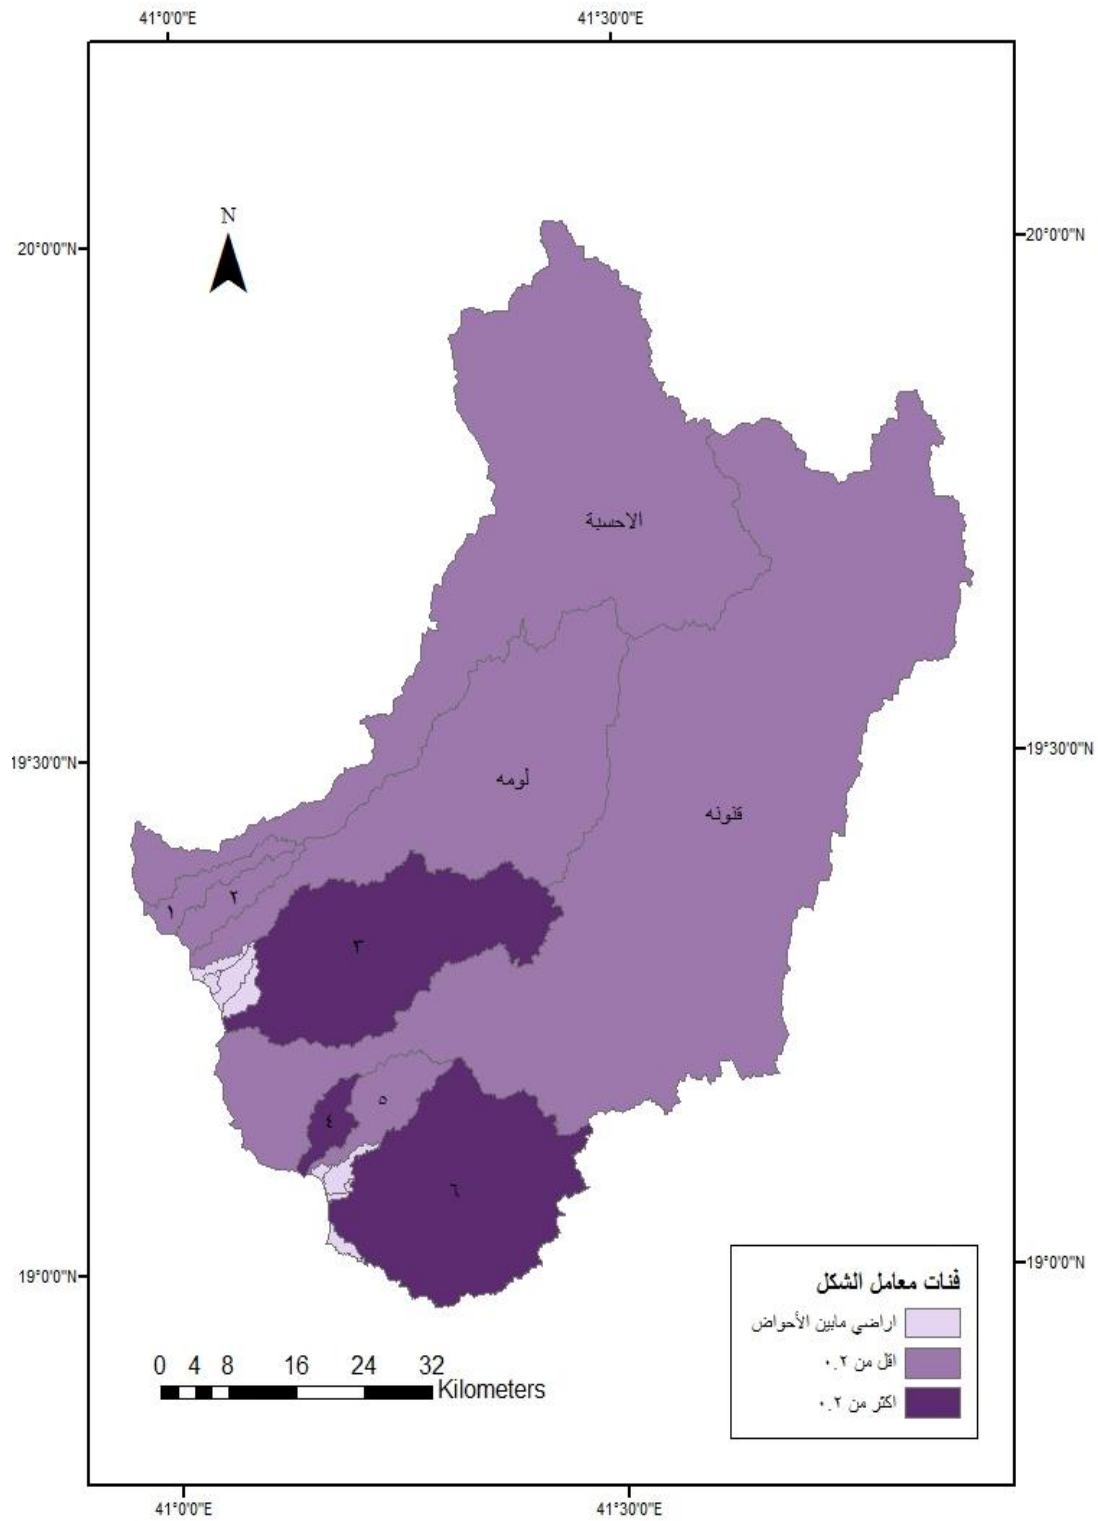 41°0'0"E 41°30'0"E
N
20°0'0"N 20°0'0"N
الاحسبة
19°30'0"N 19°30'0"N
لومه
قنونه
٢
١
٣
٥
٤
٦
19°0'0"N 19°0'0"N
فئات معامل الشكل
اراضي مابين الأحواض
اقل من ٠.٢
اكثر من ٠.٢
0 4 8 16 24 32
Kilometers
41°0'0"E 41°30'0"E